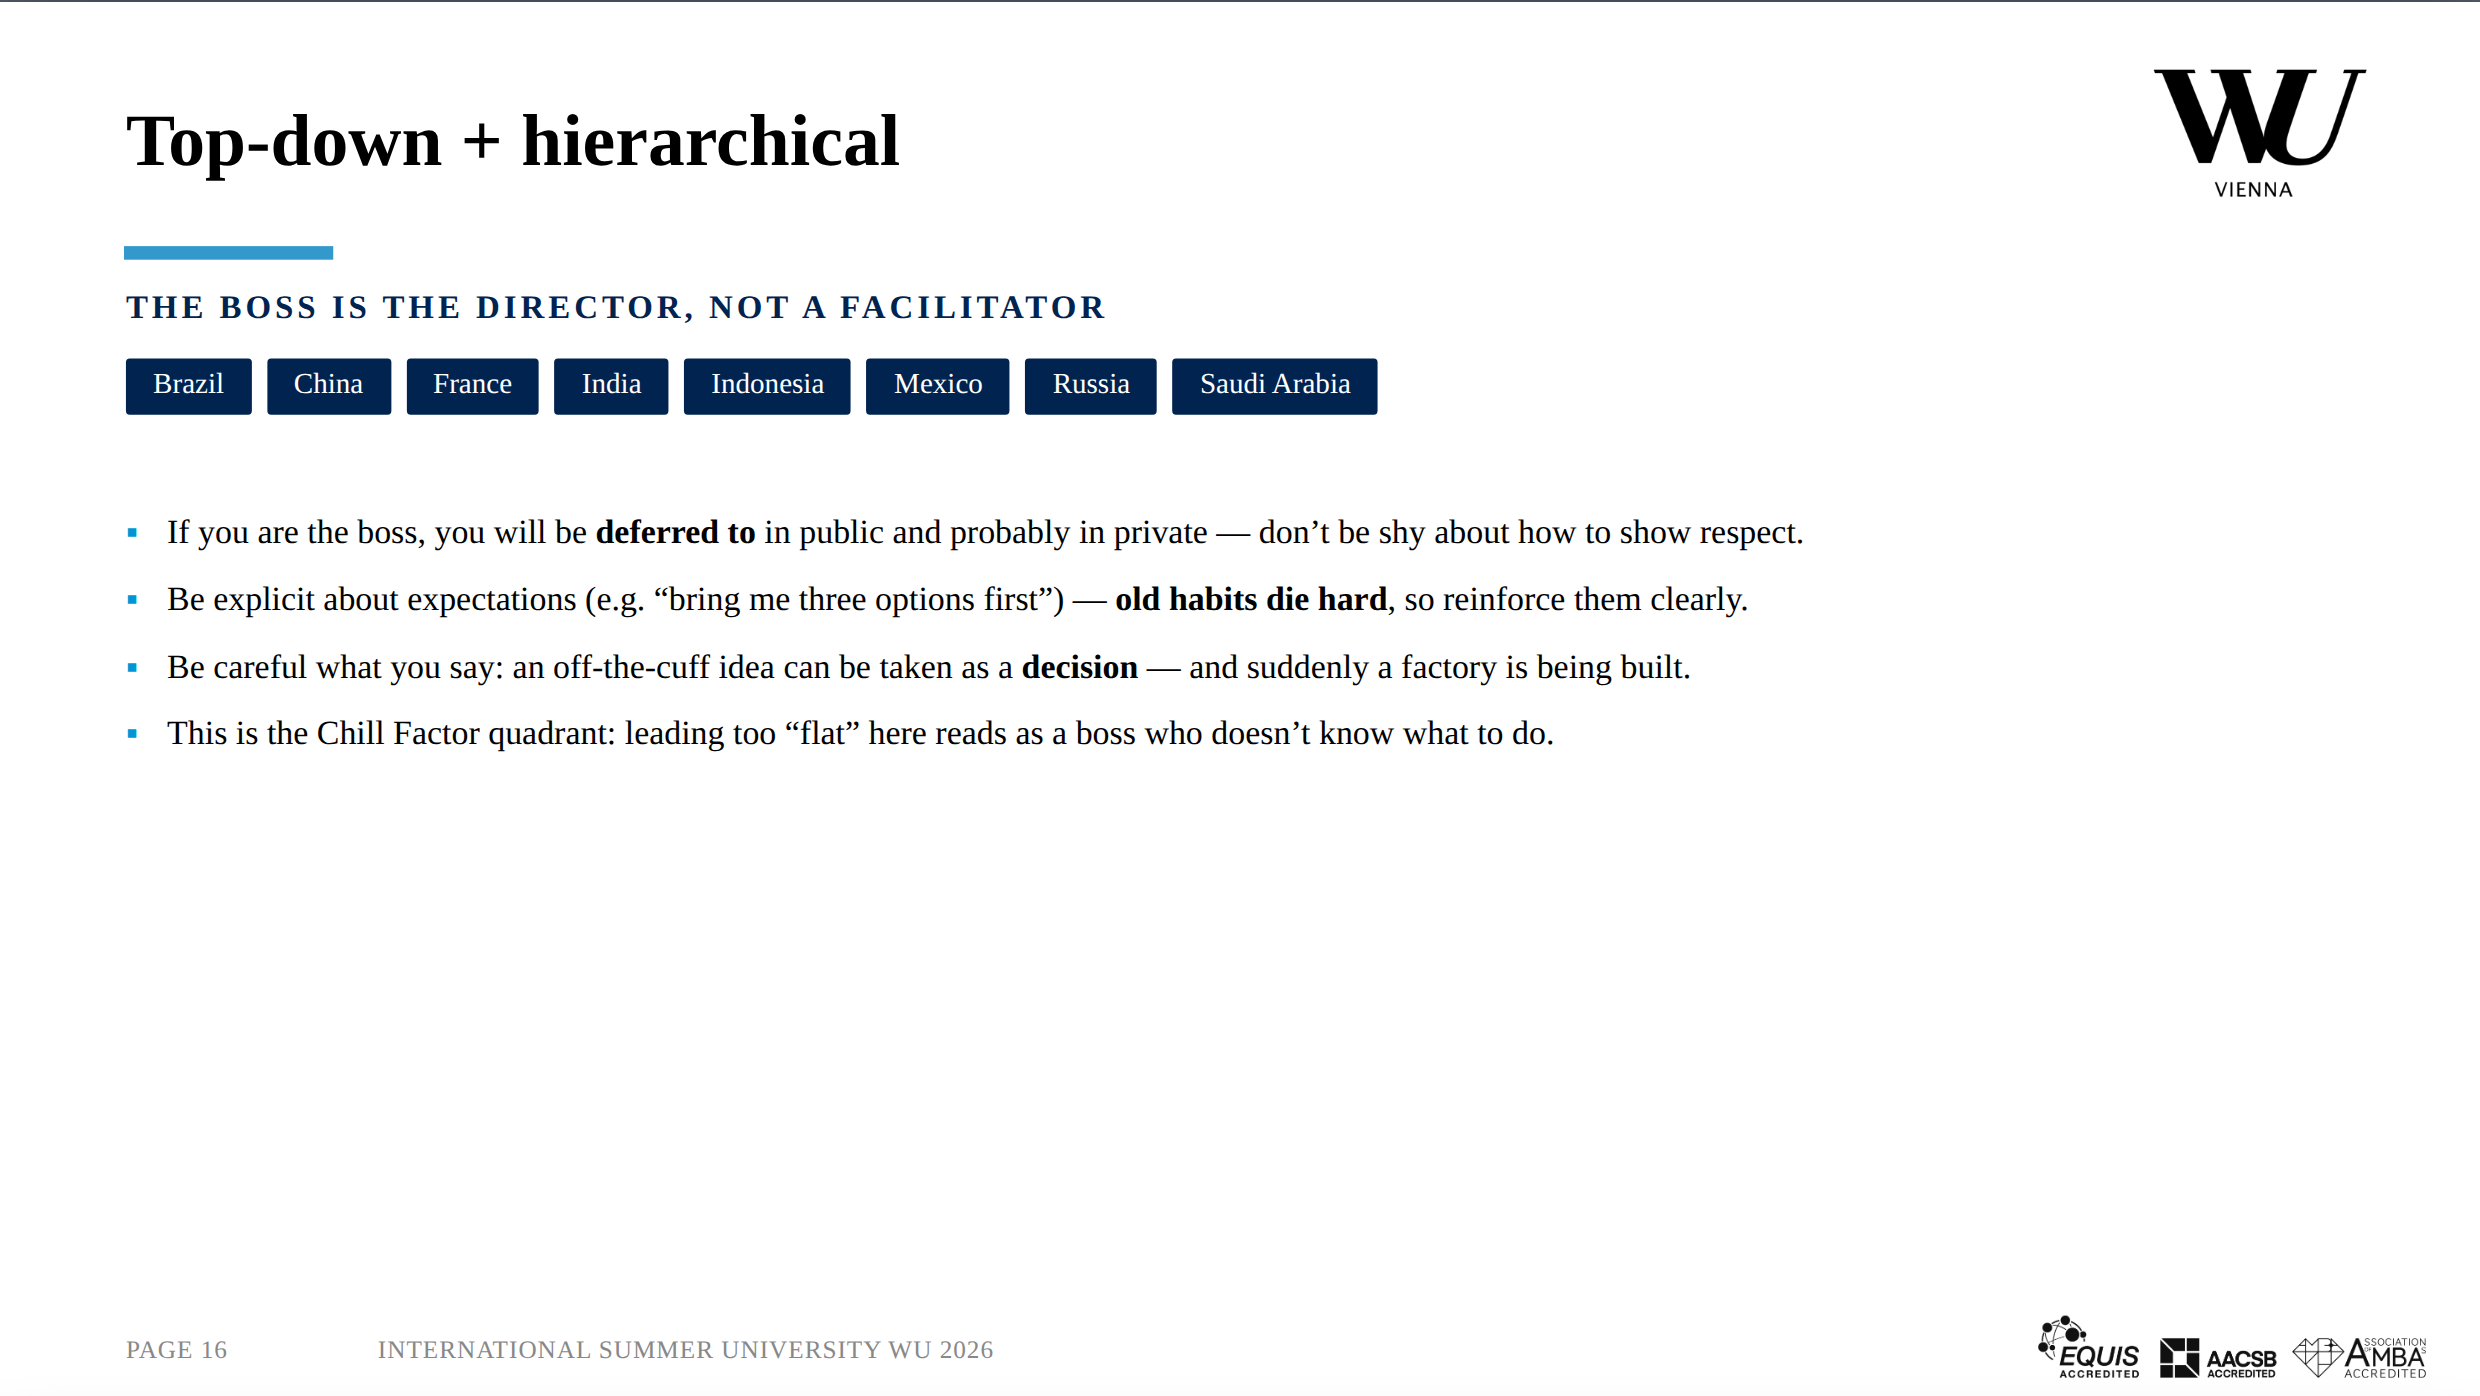 Top-down + hierarchical
WU
VIENNA
THE BOSS IS THE DIRECTOR, NOT A FACILITATOR
Brazil China France India Indonesia Mexico Russia Saudi Arabia
▪ If you are the boss, you will be deferred to in public and probably in private — don’t be shy about how to show respect.
▪ Be explicit about expectations (e.g. “bring me three options first”) — old habits die hard, so reinforce them clearly.
▪ Be careful what you say: an off-the-cuff idea can be taken as a decision — and suddenly a factory is being built.
▪ This is the Chill Factor quadrant: leading too “flat” here reads as a boss who doesn’t know what to do.
PAGE 16 INTERNATIONAL SUMMER UNIVERSITY WU 2026
EQUIS
ACCREDITED
AACSB
ACCREDITED
ASSOCIATION
OF
AMBAS
ACCREDITED